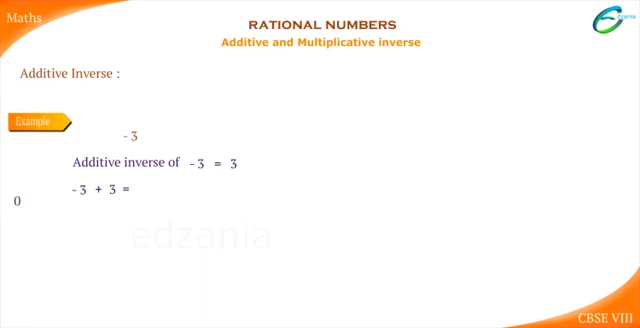 Maths
RATIONAL NUMBERS
Edzania
Additive and Multiplicative inverse
Additive Inverse :
Example
- 3
Additive inverse of - 3 = 3
- 3 + 3 =
0
edzania
CBSE VIII